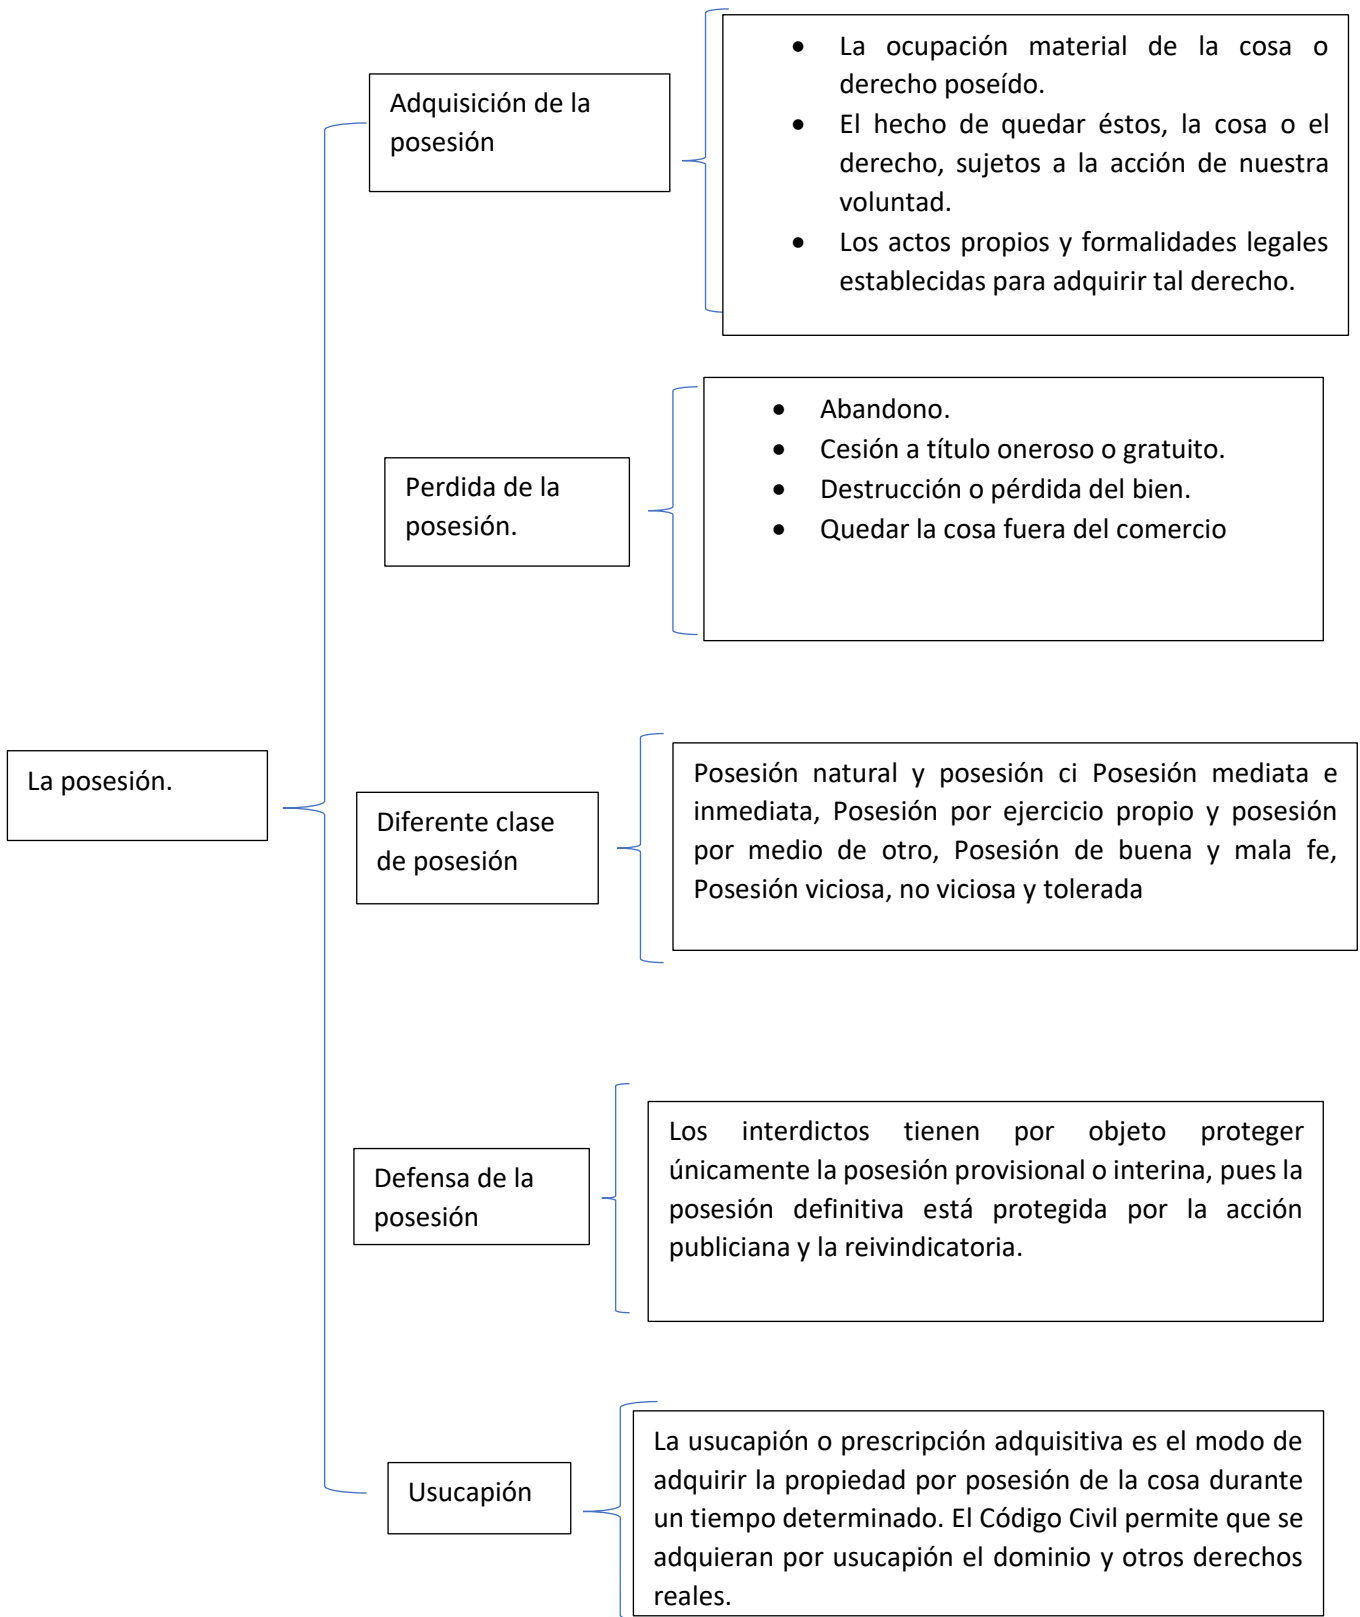 La posesión.
Adquisición de la
posesión
• La ocupación material de la cosa o
derecho poseído.
• El hecho de quedar éstos, la cosa o el
derecho, sujetos a la acción de nuestra
voluntad.
• Los actos propios y formalidades legales
establecidas para adquirir tal derecho.
Perdida de la
posesión.
• Abandono.
• Cesión a título oneroso o gratuito.
• Destrucción o pérdida del bien.
• Quedar la cosa fuera del comercio
Diferente clase
de posesión
Posesión natural y posesión ci Posesión mediata e
inmediata, Posesión por ejercicio propio y posesión
por medio de otro, Posesión de buena y mala fe,
Posesión viciosa, no viciosa y tolerada
Defensa de la
posesión
Los interdictos tienen por objeto proteger
únicamente la posesión provisional o interina, pues la
posesión definitiva está protegida por la acción
publiciana y la reivindicatoria.
Usucapión
La usucapión o prescripción adquisitiva es el modo de
adquirir la propiedad por posesión de la cosa durante
un tiempo determinado. El Código Civil permite que se
adquieran por usucapión el dominio y otros derechos
reales.